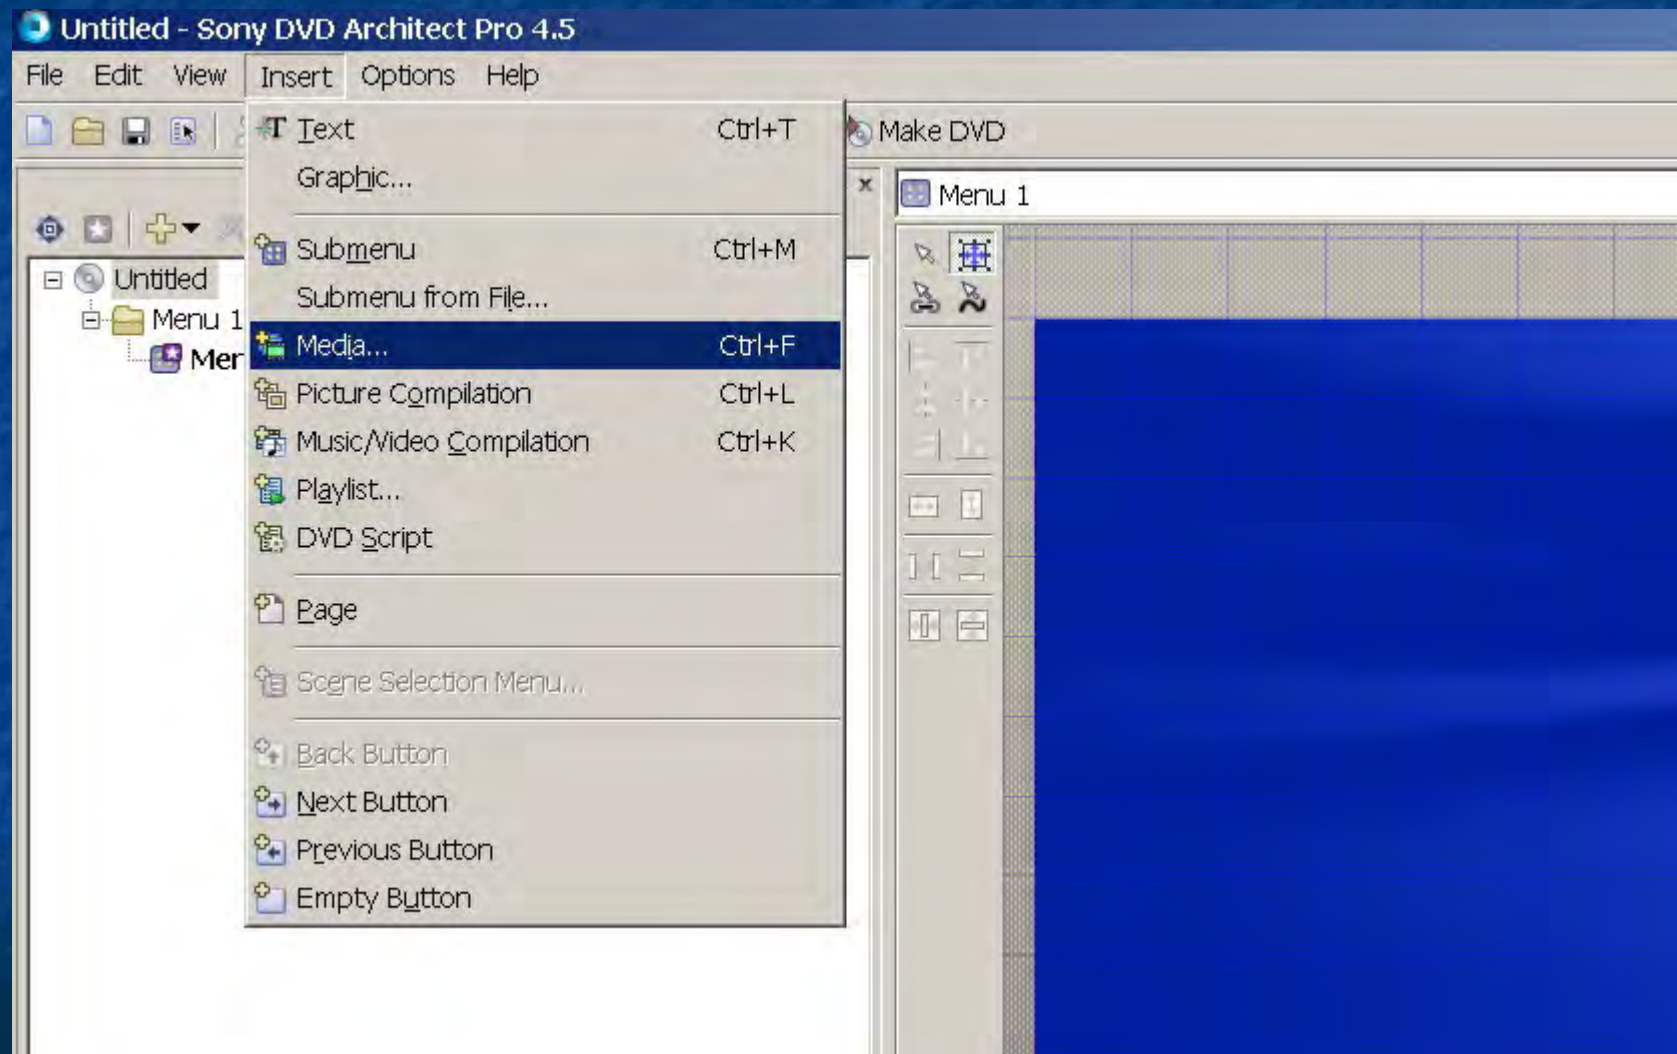 Untitled - Sony DVD Architect Pro 4.5
File Edit View Insert Options Help
Text Ctrl+T
Graphic...
Submenu Ctrl+M
Submenu from File...
Media... Ctrl+F
Picture Compilation Ctrl+L
Music/Video Compilation Ctrl+K
Playlist...
DVD Script
Page
Scene Selection Menu...
Back Button
Next Button
Previous Button
Empty Button
Make DVD
Untitled
Menu 1
Men
Menu 1